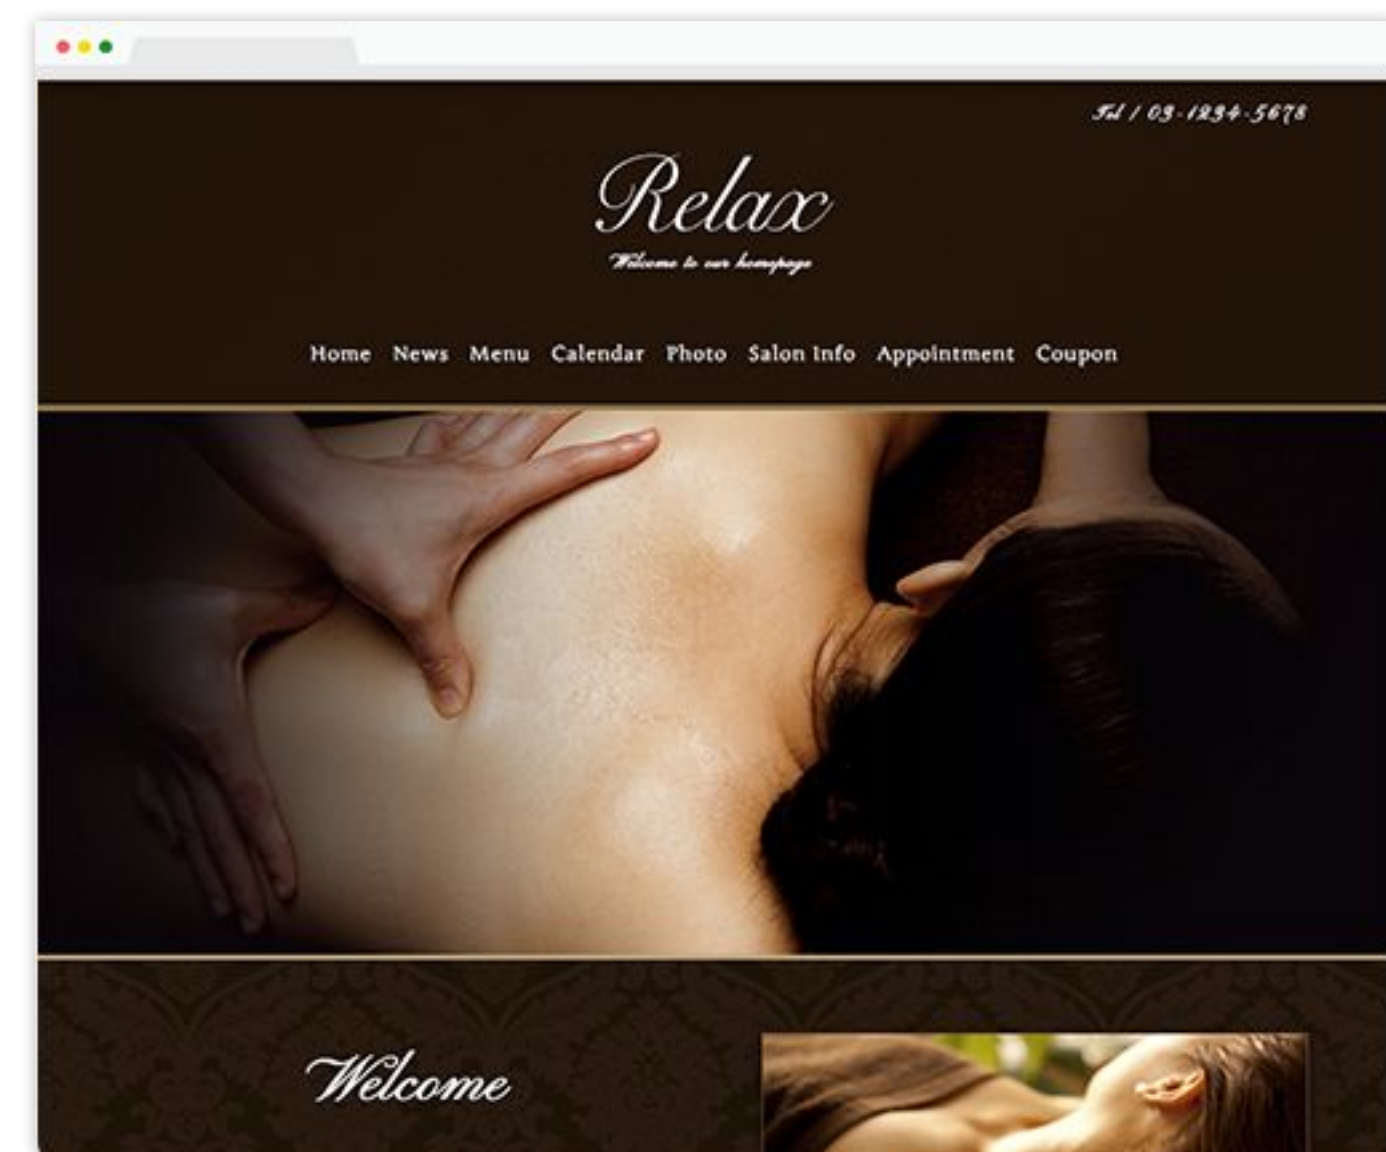 Tel / 03-1234-5678
Relax
Welcome to our homepage
Home News Menu Calendar Photo Salon Info Appointment Coupon
Welcome